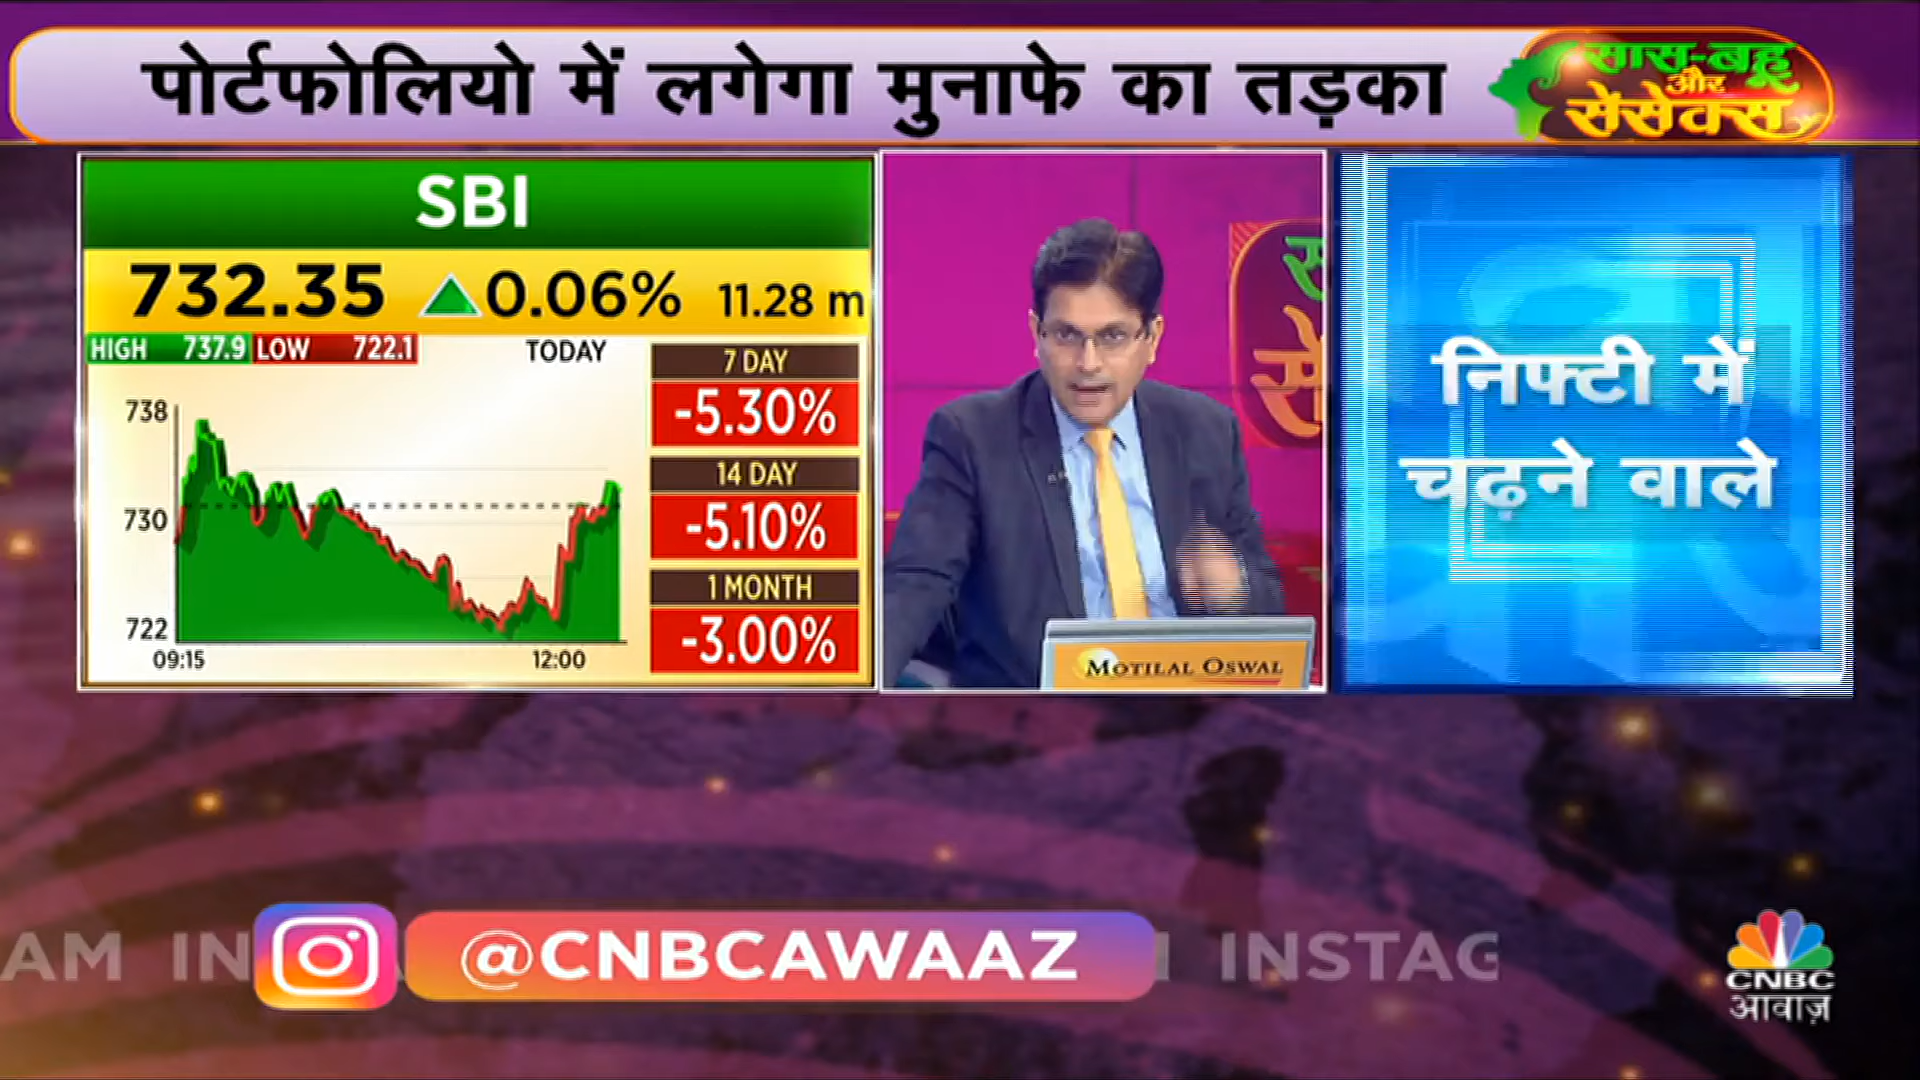 पोर्टफोलियो में लगेगा मुनाफे का तड़का
सास-बहू
और
सेंसेक्स
SBI
732.35 0.06% 11.28 m
HIGH 737.9 LOW 722.1 TODAY
738
730
722
09:15 12:00
7 DAY
-5.30%
14 DAY
-5.10%
1 MONTH
-3.00%
MOTILAL OSWAL
निफ्टी में
चढ़ने वाले
AM IN @CNBCAWAAZ INSTAG
CNBC
आवाज़